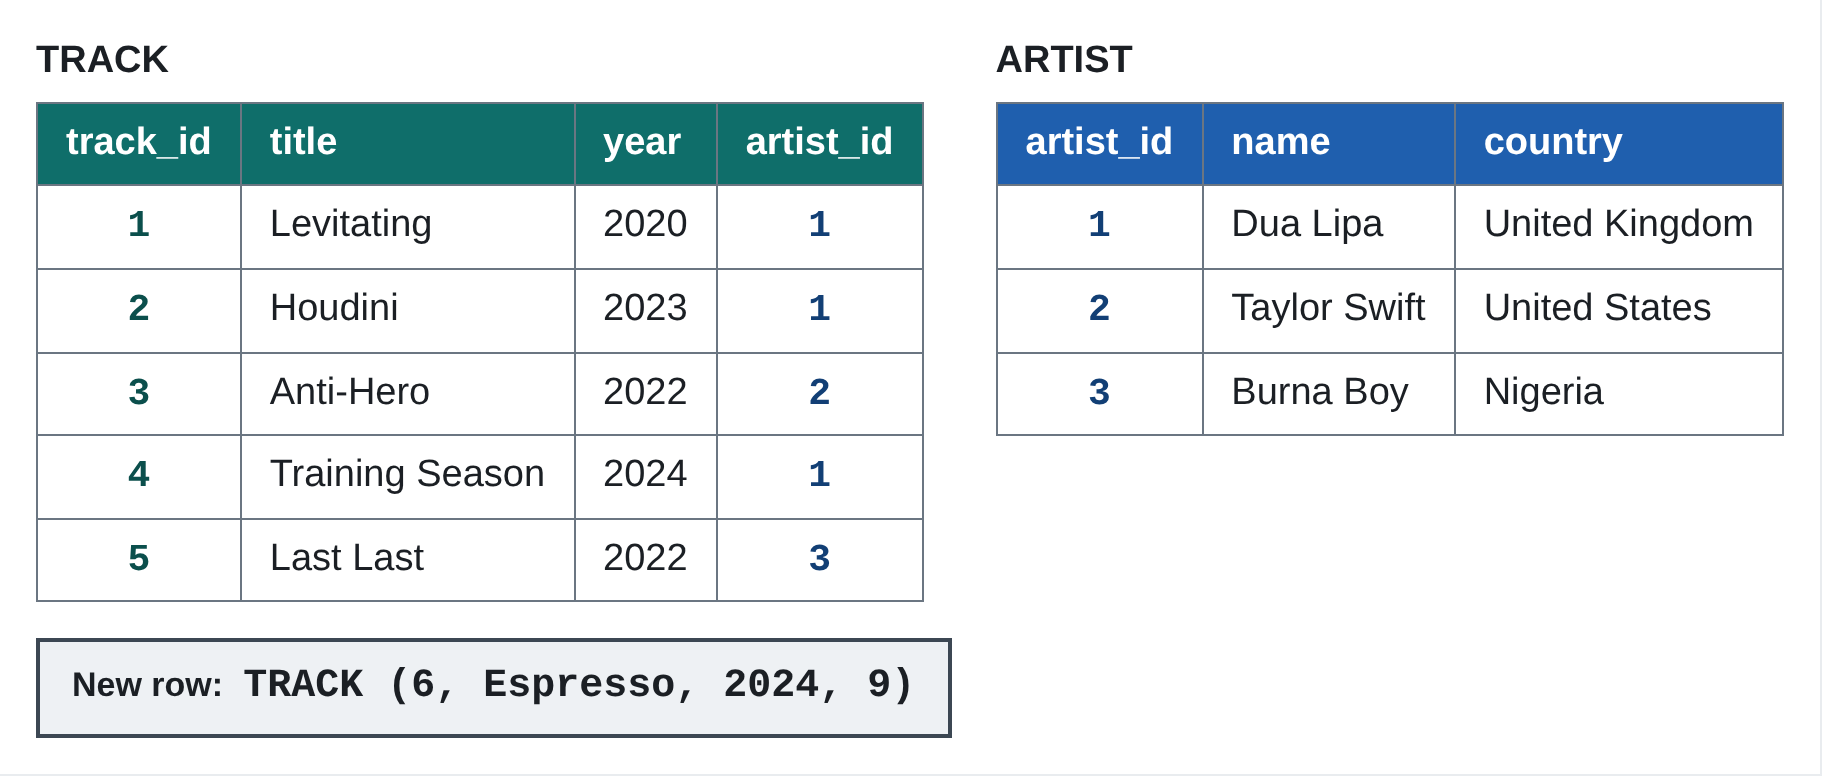 TRACK
track_id title year artist_id
1 Levitating 2020 1
2 Houdini 2023 1
3 Anti-Hero 2022 2
4 Training Season 2024 1
5 Last Last 2022 3
New row: TRACK (6, Espresso, 2024, 9)
ARTIST
artist_id name country
1 Dua Lipa United Kingdom
2 Taylor Swift United States
3 Burna Boy Nigeria